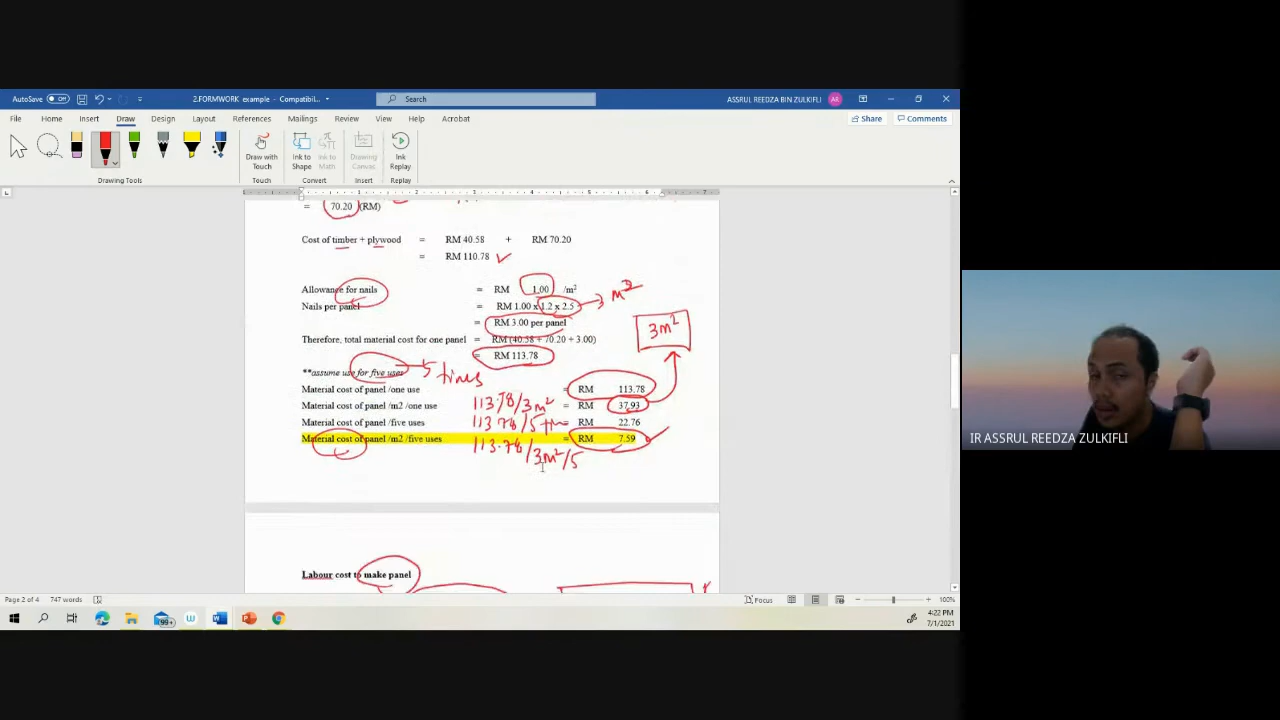 AutoSave Off 2.FORMWORK example - Compatibil... Search ASSRUL REEDZA BIN ZULKIFLI AR
File Home Insert Draw Design Layout References Mailings Review View Help Acrobat Share Comments
Draw with Touch
Ink to Shape
Ink to Math
Drawing Canvas
Ink Replay
Drawing Tools Touch Convert Insert Replay
= 70.20 (RM)
Cost of timber + plywood = RM 40.58 + RM 70.20
= RM 110.78
Allowance for nails = RM 1.00 /m2
Nails per panel = RM 1.00 x 1.2 x 2.5 m2
= RM 3.00 per panel
3m2
Therefore, total material cost for one panel = RM (40.58 + 70.20 + 3.00)
= RM 113.78
**assume use for five uses 5 times
Material cost of panel /one use = RM 113.78
Material cost of panel /m2 /one use 113.78/3m2 = RM 37.93
Material cost of panel /five uses 113.78/5 = RM 22.76
Material cost of panel /m2 /five uses = RM 7.59
113.78/3m2/5
Labour cost to make panel
Page 2 of 4 747 words Focus 100%
99+
4:22 PM
7/1/2021
IR ASSRUL REEDZA ZULKIFLI